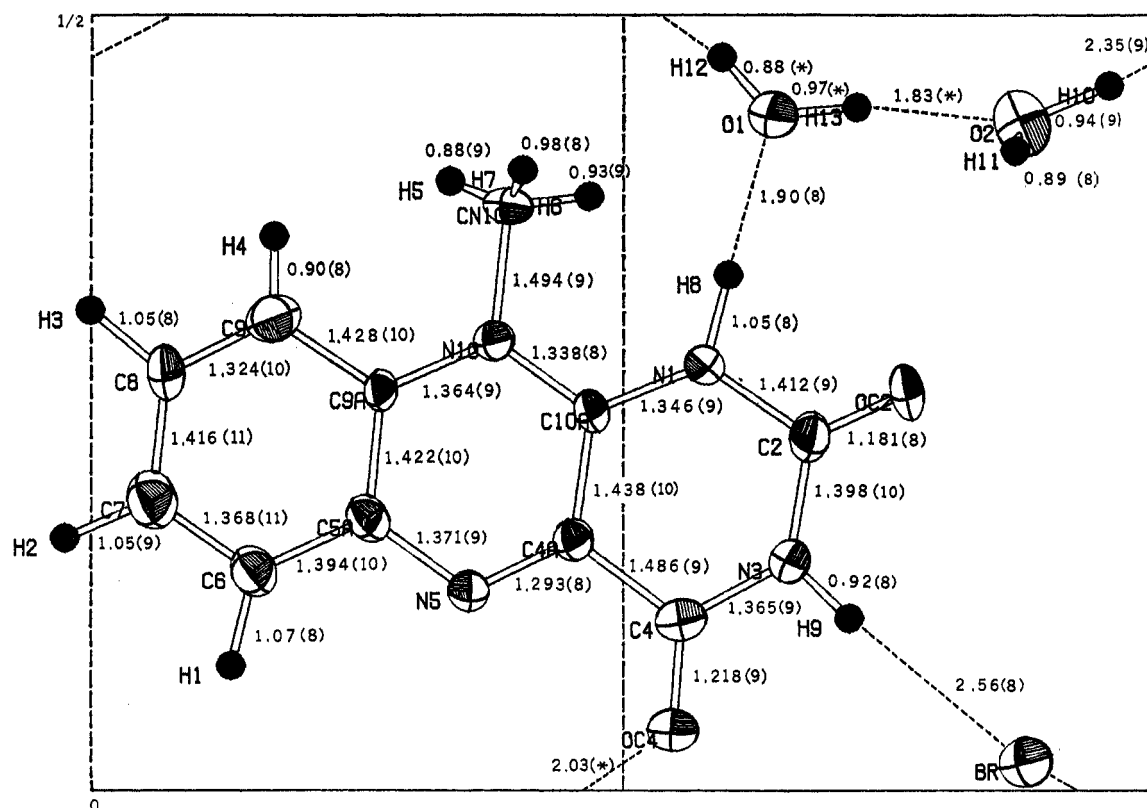 1/2
2.35(9)
H12
0.88(*)
0.97(*)
H13
1.83(*)
H10
O1
O2
0.94(9)
H11
0.89 (8)
0.88(9)
0.98(8)
H7
0.93(9)
H5
H6
CN10
1.90(8)
H4
0.90(8)
1.494(9)
H8
H3
1.05(8)
C9
1.428(10)
1.05(8)
1.324(10)
N10
1.338(8)
N1
C8
1.364(9)
1.412(9)
C9A
1.346(9)
OC2
C10A
C2
1.181(8)
1.416(11)
1.422(10)
1.438(10)
1.398(10)
C7
1.368(11)
C5A
1.371(9)
C4A
H2
1.05(9)
1.394(10)
1.486(9)
N3
0.92(8)
C6
N5
1.293(8)
1.365(9)
C4
H9
1.07(8)
H1
1.218(9)
2.56(8)
OC4
2.03(*)
BR
0